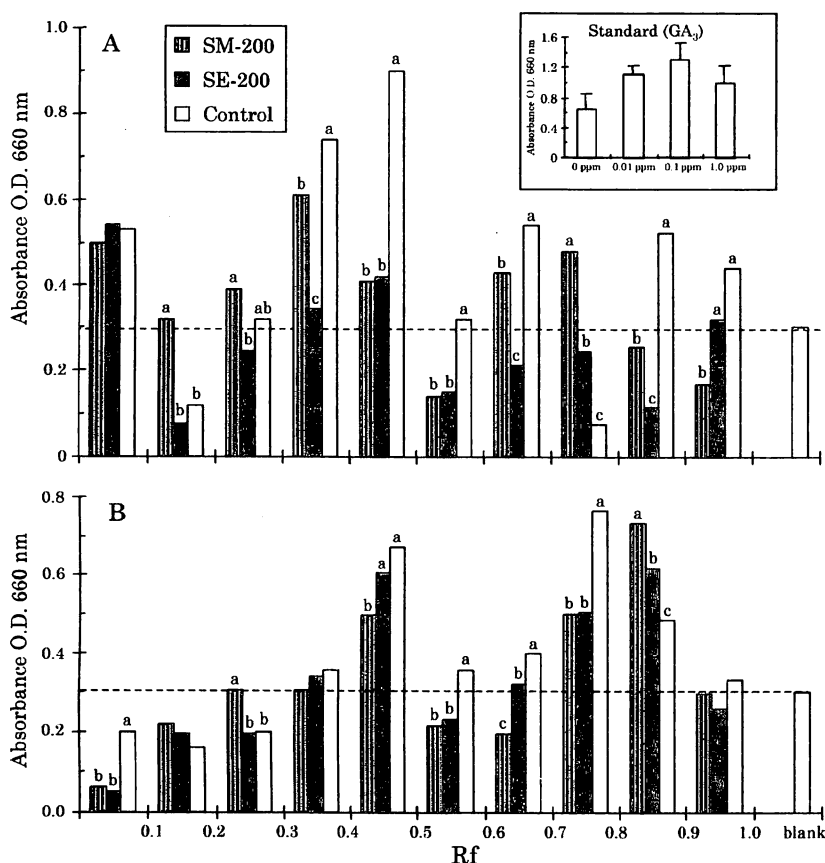 A
SM-200
SE-200
Control
Standard (GA₃)
Absorbance O.D. 660 nm
1.6
1.2
0.8
0.4
0
0 ppm 0.01 ppm 0.1 ppm 1.0 ppm
Absorbance O.D. 660 nm
1.0
0.8
0.6
0.4
0.2
0
a b b
a b ab
b c a
b b a
b b a
b c a
a b c
b c a
b a a
B
Absorbance O.D. 660 nm
0.8
0.6
0.4
0.2
0.0
b b a
a b b
b a a
b b a
c b a
b b a
a b c
0.1 0.2 0.3 0.4 0.5 0.6 0.7 0.8 0.9 1.0 blank
Rf